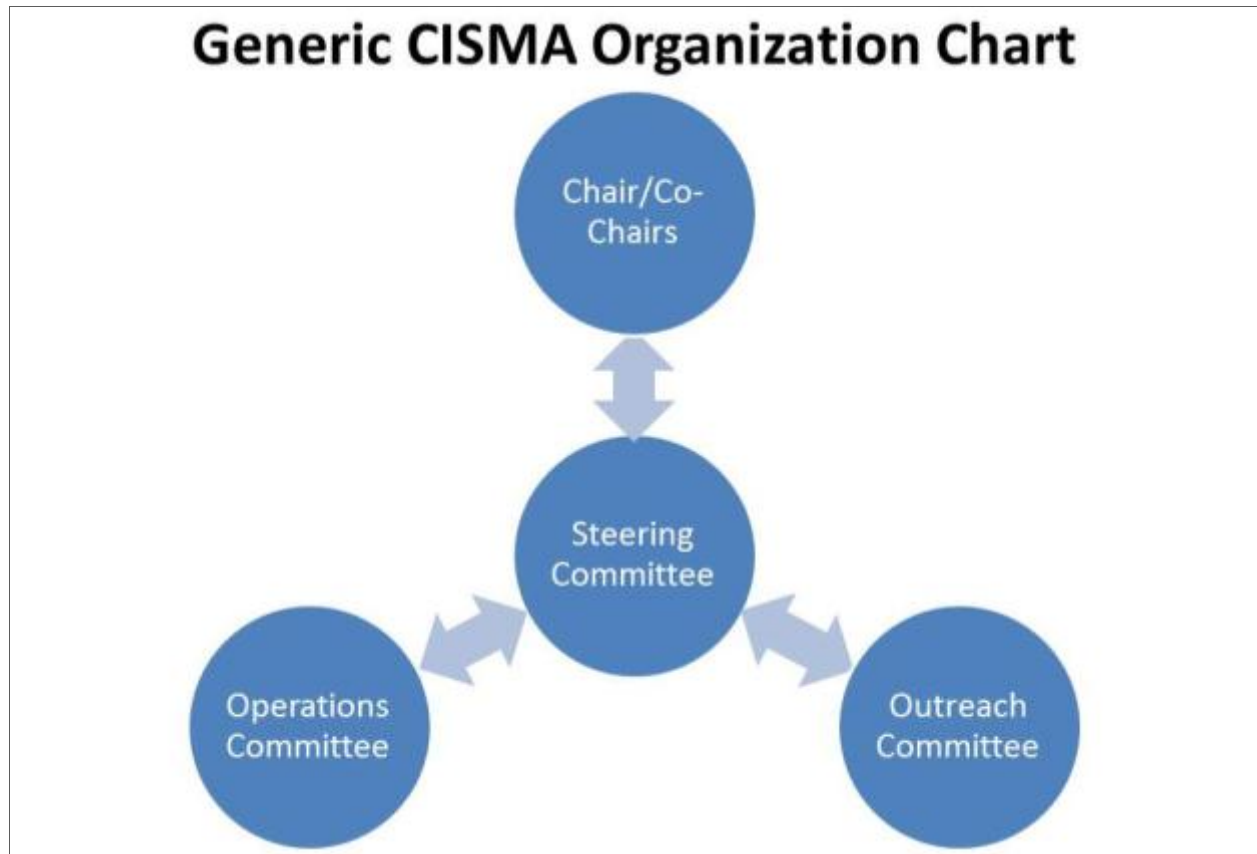 Generic CISMA Organization Chart
Chair/Co-
Chairs
Steering
Committee
Operations
Committee
Outreach
Committee